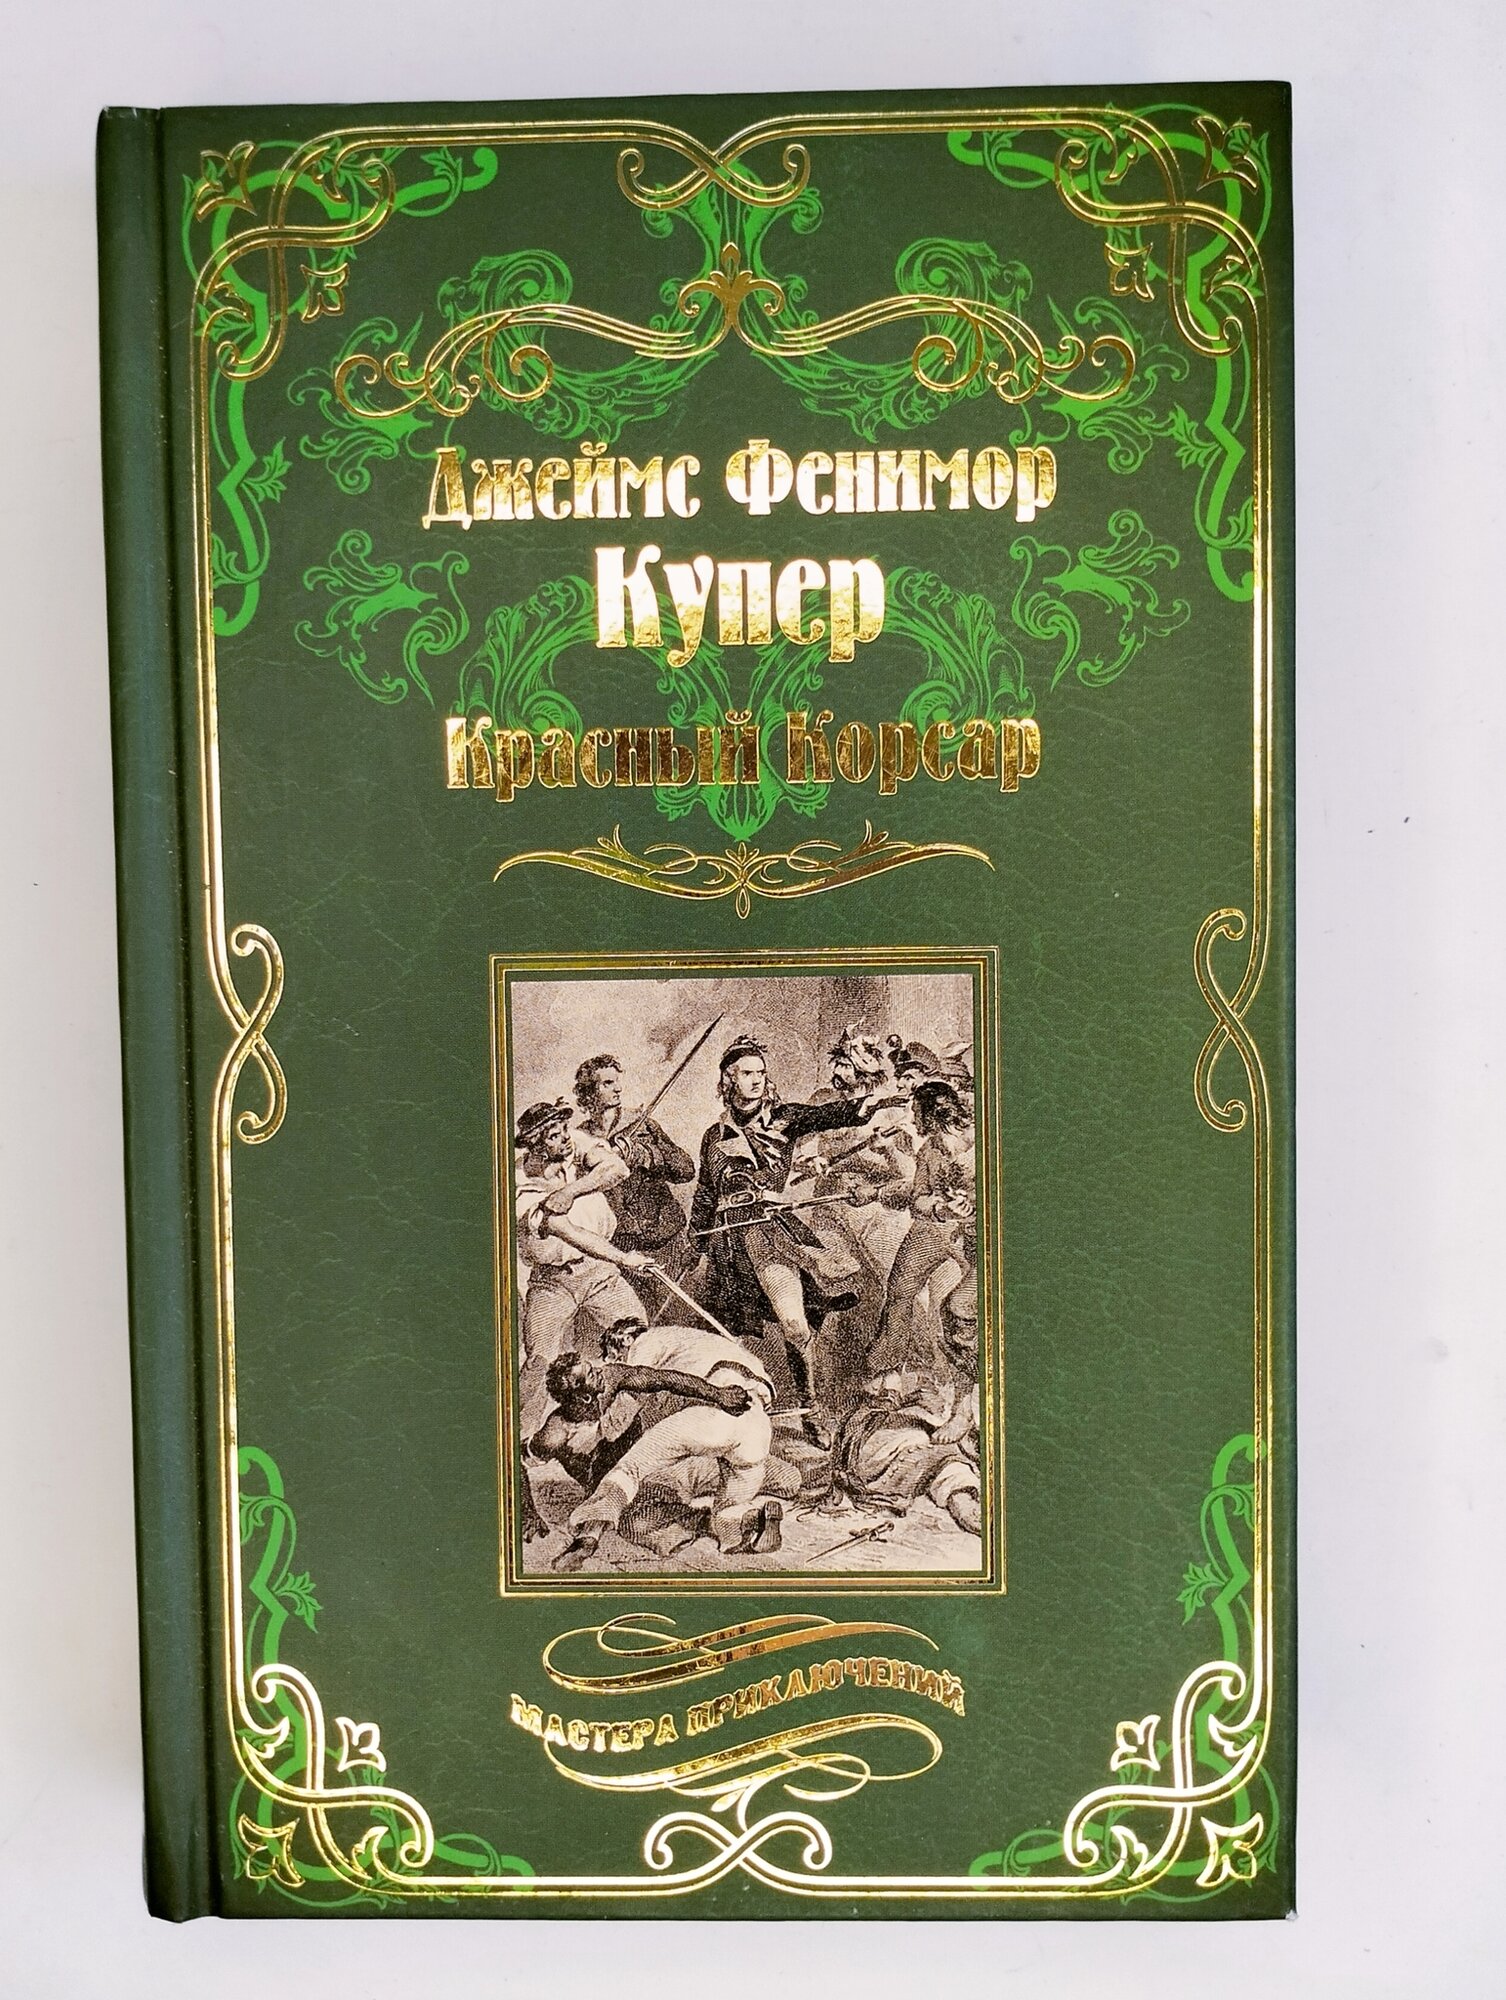 Джеймс Фенимор
Купер
Красный Корсар
МАСТЕРА ПРИКЛЮЧЕНИЙ